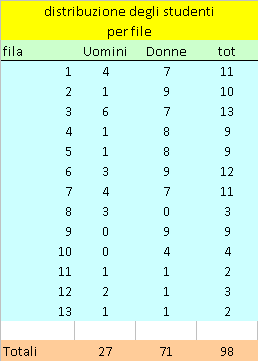 distribuzione degli studenti
per file
fila Uomini Donne tot
1 4 7 11
2 1 9 10
3 6 7 13
4 1 8 9
5 1 8 9
6 3 9 12
7 4 7 11
8 3 0 3
9 0 9 9
10 0 4 4
11 1 1 2
12 2 1 3
13 1 1 2
Totali 27 71 98